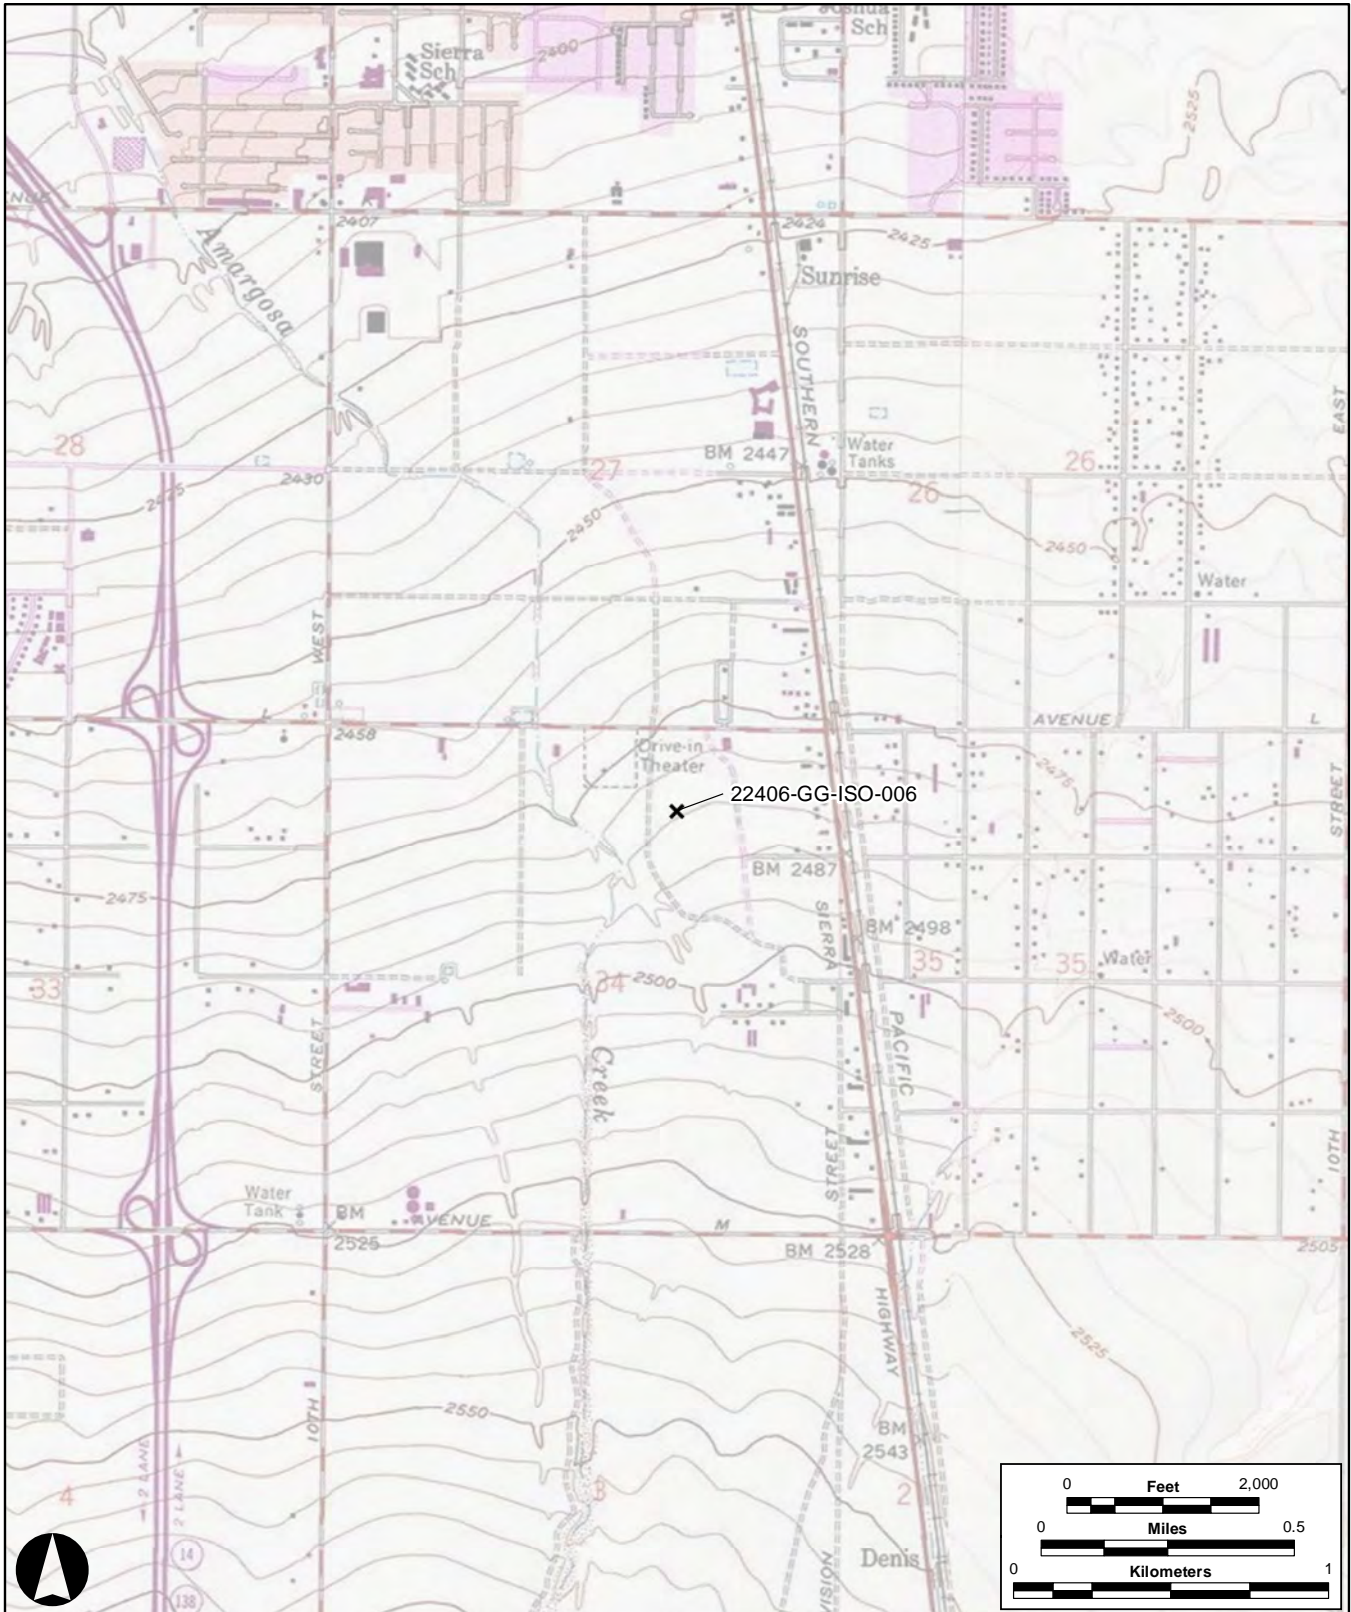 Joshua
Sch
Sierra
Sch
2400
2525
K
2407
2424
2425
Amargosa
Sunrise
SOUTHERN
EAST
28
BM 2447
Water
Tanks
27
26
26
2475
2430
2450
2450
Water
WEST
L
2458
AVENUE
L
Drive-in
Theater
2475
22406-GG-ISO-006
STREET
BM 2487
2475
SIERRA
BM 2498
33
34
2500
35
35
Water
2500
STREET
Creek
PACIFIC
STREET
10TH
Water
Tank
BM
2525
AVENUE
M
BM 2528
2505
HIGHWAY
2525
10TH
2550
BM
2543
2 LANE
2 LANE
4
3
2
14
138
Denis
0 Feet 2,000
0 Miles 0.5
0 Kilometers 1